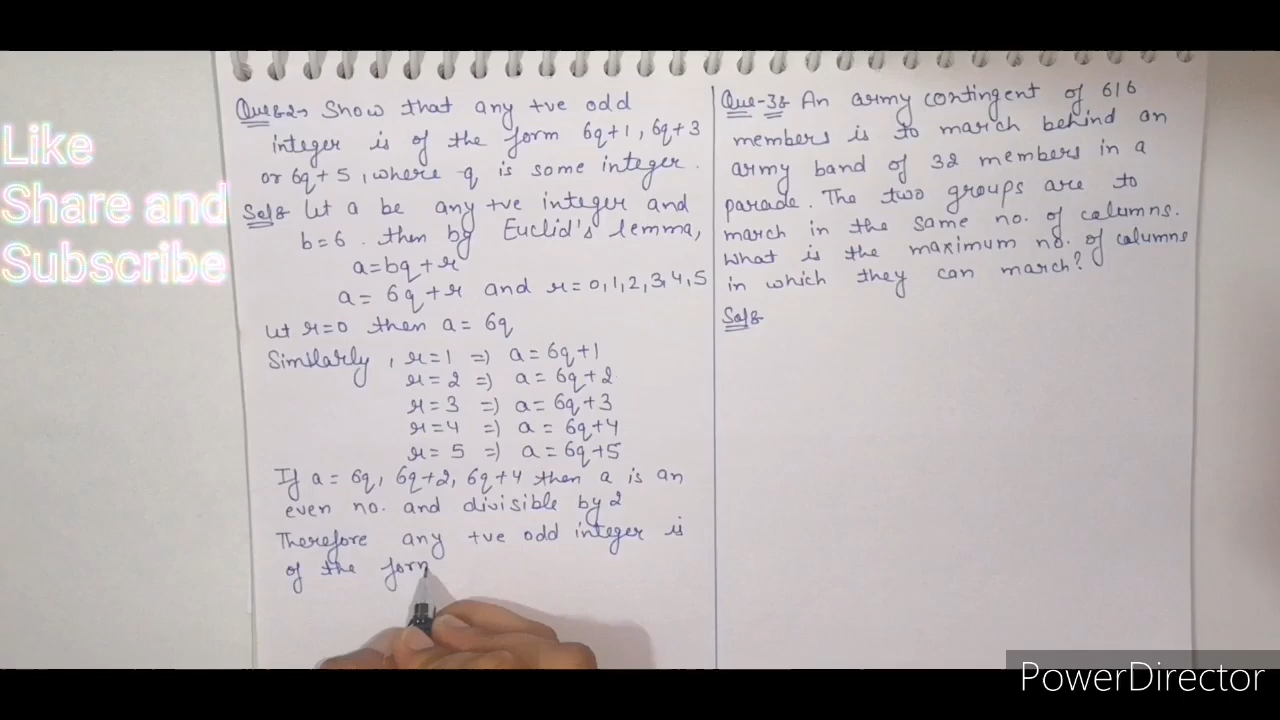 Like
Share and
Subscribe
Que:2→ Show that any +ve odd
integer is of the form 6q+1, 6q+3
or 6q+5, where q is some integer.
Sol: Let a be any +ve integer and
b=6. then by Euclid's lemma,
a=bq+r
a= 6q+r and r=0,1,2,3,4,5
Let r=0 then a= 6q
Similarly, r=1 => a=6q+1
r=2 => a=6q+2
r=3 => a=6q+3
r=4 => a=6q+4
r=5 => a=6q+5
If a= 6q, 6q+2, 6q+4 then a is an
even no. and divisible by 2
Therefore any +ve odd integer is
of the form
Que-3: An army contingent of 616
members is to march behind an
army band of 32 members in a
parade. The two groups are to
march in the same no. of columns.
What is the maximum no. of columns
in which they can march?
Sol:
PowerDirector